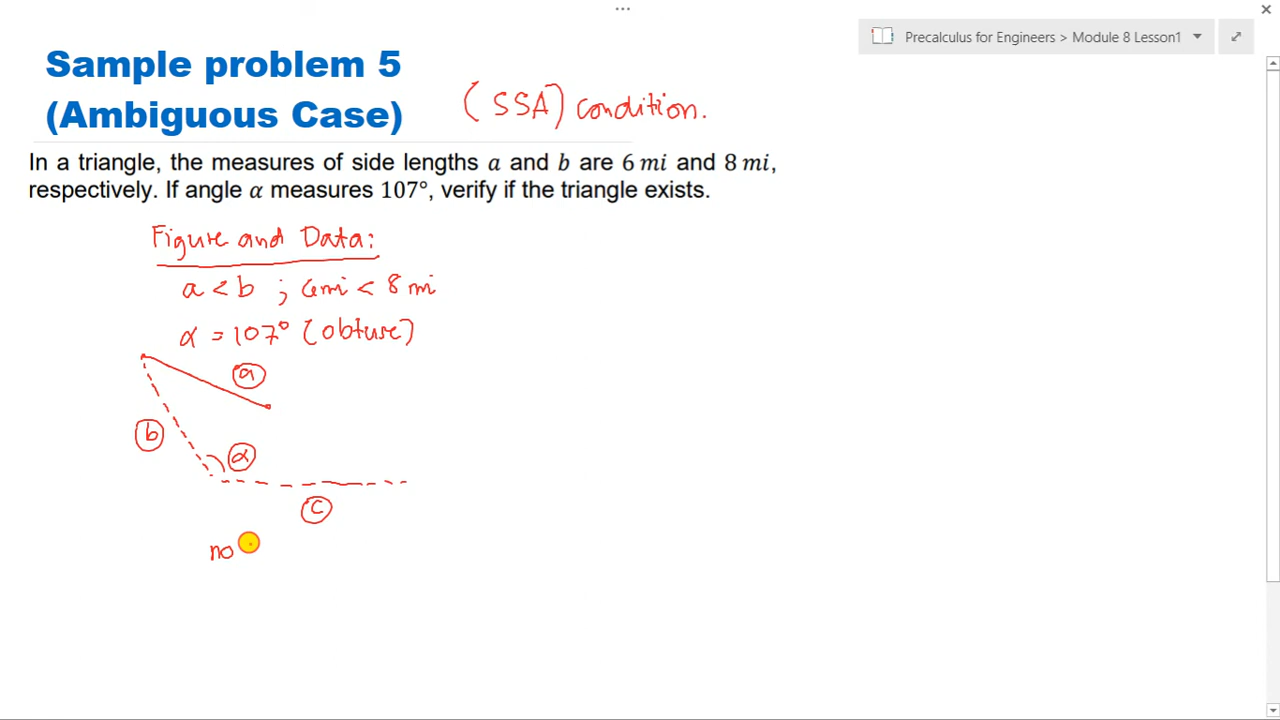 Precalculus for Engineers > Module 8 Lesson1
Sample problem 5
(Ambiguous Case)
(SSA) condition.
In a triangle, the measures of side lengths a and b are 6 mi and 8 mi,
respectively. If angle α measures 107°, verify if the triangle exists.
Figure and Data:
a < b ; 6mi < 8 mi
α = 107° (obtuse)
a
b
α
c
no